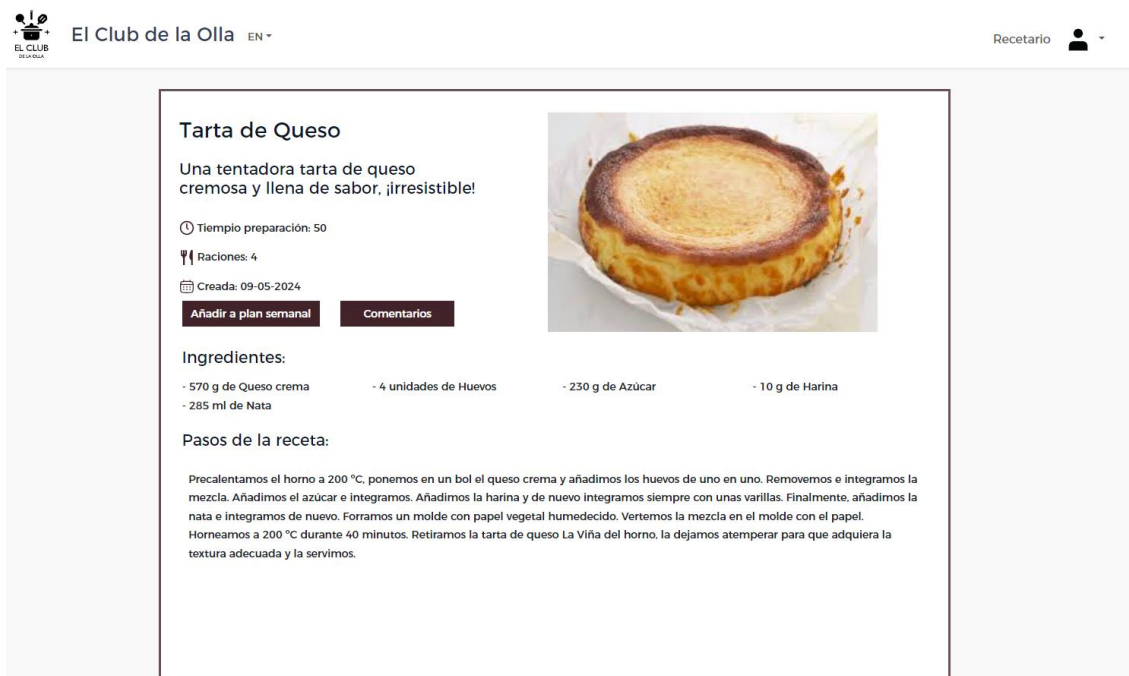 EL CLUB
DE LA OLLA
El Club de la Olla EN
Recetario
Tarta de Queso
Una tentadora tarta de queso
cremosa y llena de sabor, ¡irresistible!
Tiempio preparación: 50
Raciones: 4
Creada: 09-05-2024
Añadir a plan semanal Comentarios
Ingredientes:
- 570 g de Queso crema - 4 unidades de Huevos - 230 g de Azúcar - 10 g de Harina
- 285 ml de Nata
Pasos de la receta:
Precalentamos el horno a 200 °C, ponemos en un bol el queso crema y añadimos los huevos de uno en uno. Removemos e integramos la
mezcla. Añadimos el azúcar e integramos. Añadimos la harina y de nuevo integramos siempre con unas varillas. Finalmente, añadimos la
nata e integramos de nuevo. Forramos un molde con papel vegetal humedecido. Vertemos la mezcla en el molde con el papel.
Horneamos a 200 °C durante 40 minutos. Retiramos la tarta de queso La Viña del horno, la dejamos atemperar para que adquiera la
textura adecuada y la servimos.